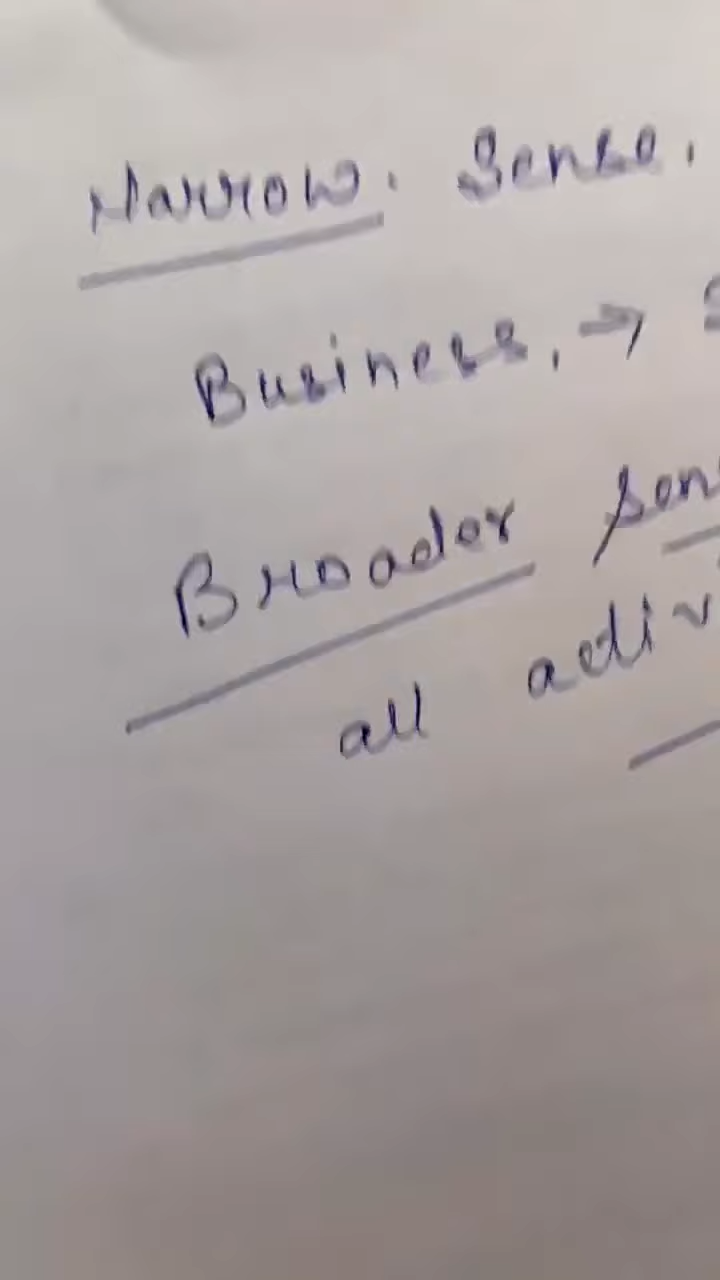 Narrow. Sense.
Business, →
Broader
all